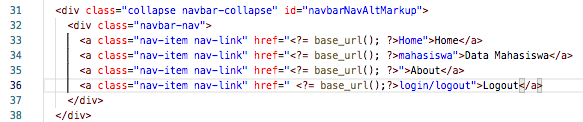 31 <div class="collapse navbar-collapse" id="navbarNavAltMarkup">
32 <div class="navbar-nav">
33 <a class="nav-item nav-link" href="<?= base_url(); ?>Home">Home</a>
34 <a class="nav-item nav-link" href="<?= base_url(); ?>mahasiswa">Data Mahasiswa</a>
35 <a class="nav-item nav-link" href="<?= base_url(); ?>">About</a>
36 <a class="nav-item nav-link" href=" <?= base_url();?>login/logout">Logout</a>
37 </div>
38 </div>